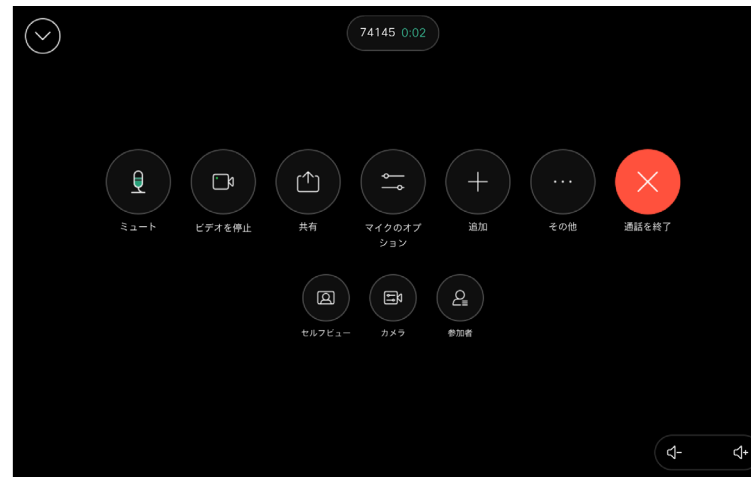 74145 0:02
ミュート
ビデオを停止
共有
マイクのオプ
ション
追加
その他
通話を終了
セルフビュー
カメラ
参加者